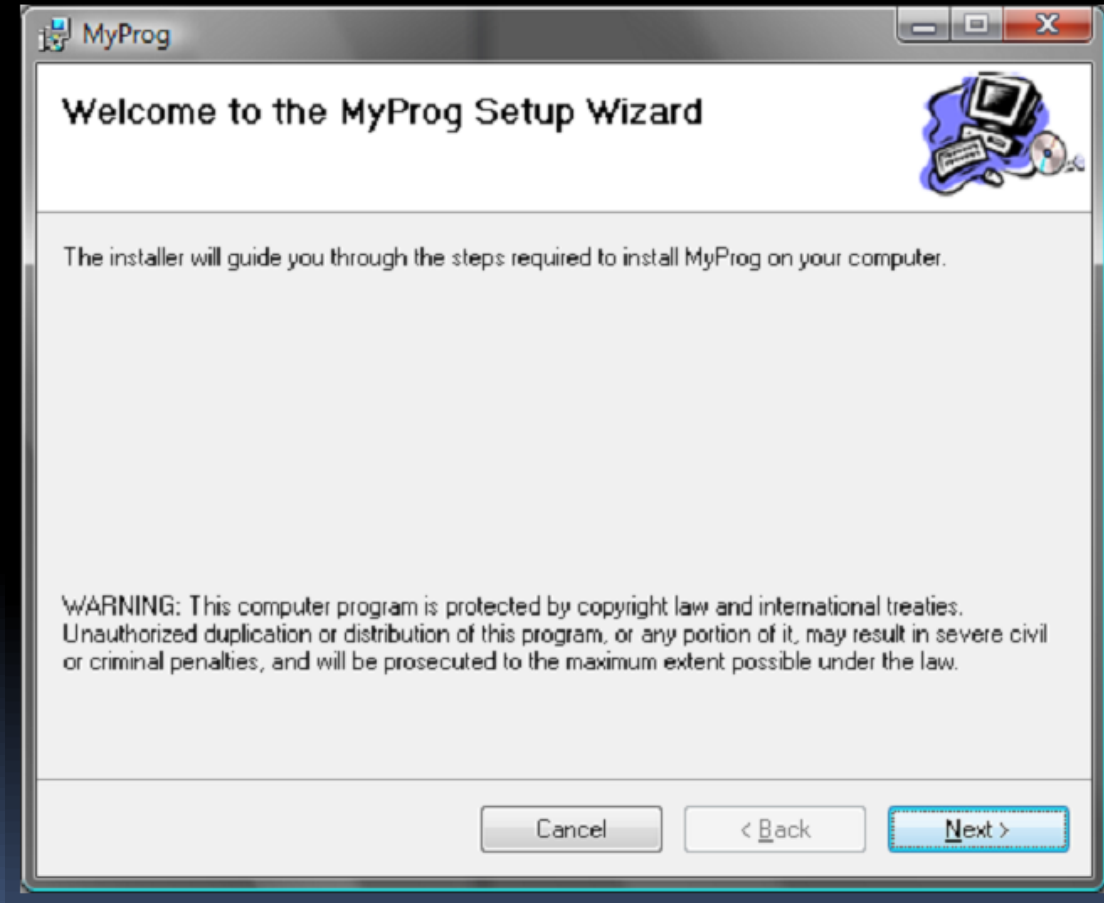 MyProg
Welcome to the MyProg Setup Wizard
The installer will guide you through the steps required to install MyProg on your computer.
WARNING: This computer program is protected by copyright law and international treaties.
Unauthorized duplication or distribution of this program, or any portion of it, may result in severe civil
or criminal penalties, and will be prosecuted to the maximum extent possible under the law.
Cancel < Back Next >